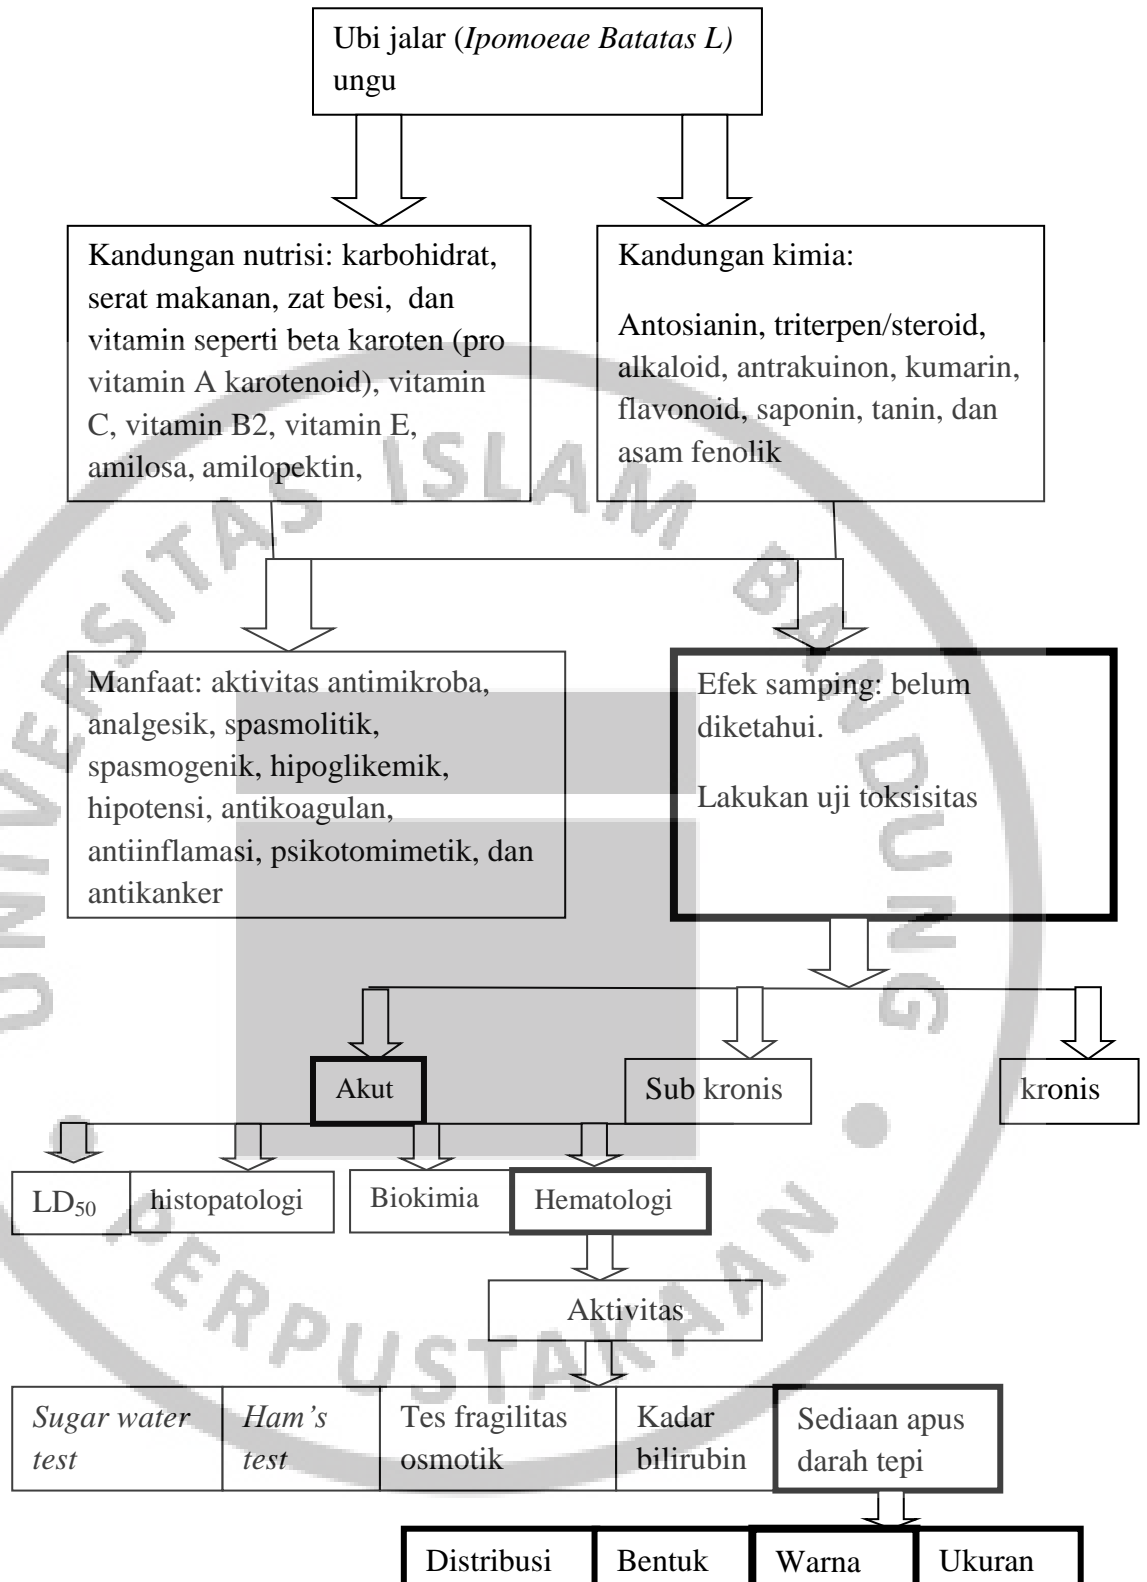 Ubi jalar (Ipomoeae Batatas L)
ungu
Kandungan nutrisi: karbohidrat,
serat makanan, zat besi, dan
vitamin seperti beta karoten (pro
vitamin A karotenoid), vitamin
C, vitamin B2, vitamin E,
amilosa, amilopektin,
Kandungan kimia:
Antosianin, triterpen/steroid,
alkaloid, antrakuinon, kumarin,
flavonoid, saponin, tanin, dan
asam fenolik
Manfaat: aktivitas antimikroba,
analgesik, spasmolitik,
spasmogenik, hipoglikemik,
hipotensi, antikoagulan,
antiinflamasi, psikotomimetik, dan
antikanker
Efek samping: belum
diketahui.
Lakukan uji toksisitas
Akut
Sub kronis
kronis
LD50
histopatologi
Biokimia
Hematologi
Aktivitas
Sugar water
test
Ham's
test
Tes fragilitas
osmotik
Kadar
bilirubin
Sediaan apus
darah tepi
Distribusi
Bentuk
Warna
Ukuran
UNIVERSITAS ISLAM BANDUNG
PERPUSTAKAAN